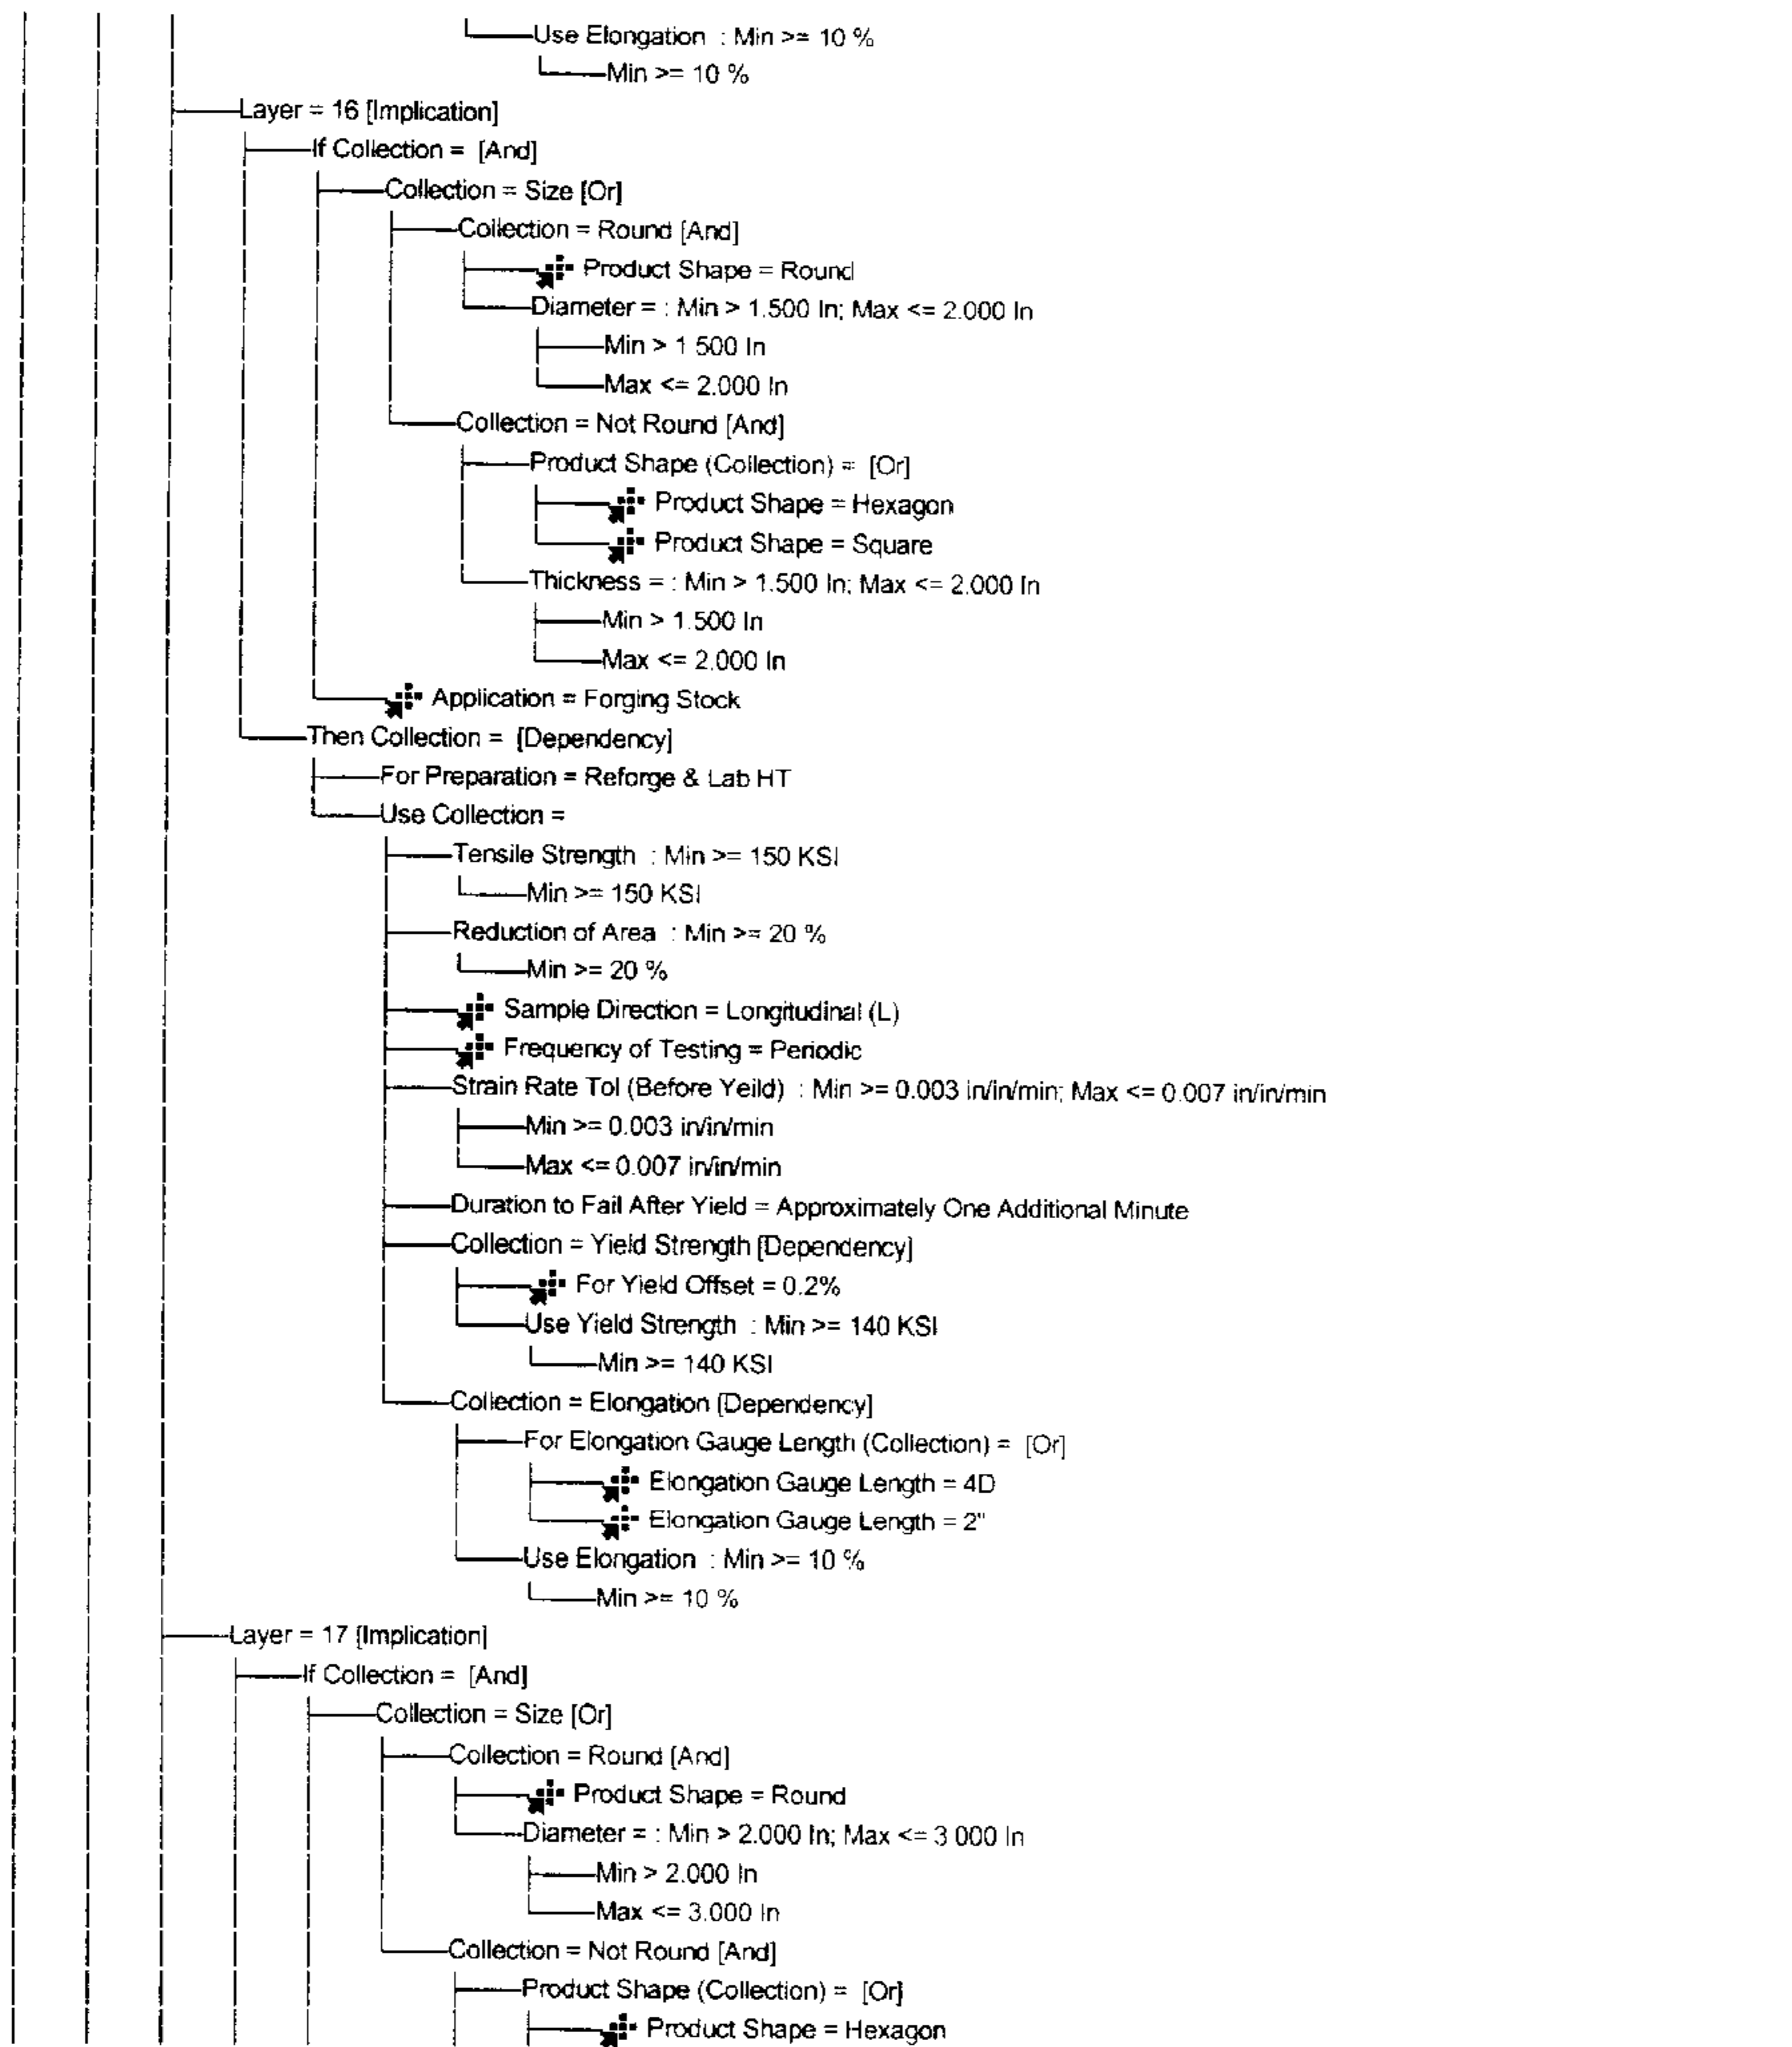 Use Elongation : Min >= 10 %
Min >= 10 %
Layer = 16 [Implication]
If Collection = [And]
Collection = Size [Or]
Collection = Round [And]
Product Shape = Round
Diameter = : Min > 1.500 In; Max <= 2.000 In
Min > 1 500 In
Max <= 2.000 In
Collection = Not Round [And]
Product Shape (Collection) = [Or]
Product Shape = Hexagon
Product Shape = Square
Thickness = : Min > 1.500 In; Max <= 2.000 In
Min > 1.500 In
Max <= 2.000 In
Application = Forging Stock
Then Collection = [Dependency]
For Preparation = Reforge & Lab HT
Use Collection =
Tensile Strength : Min >= 150 KSI
Min >= 150 KSI
Reduction of Area : Min >= 20 %
Min >= 20 %
Sample Direction = Longitudinal (L)
Frequency of Testing = Periodic
Strain Rate Tol (Before Yeild) : Min >= 0.003 in/in/min; Max <= 0.007 in/in/min
Min >= 0.003 in/in/min
Max <= 0.007 in/in/min
Duration to Fail After Yield = Approximately One Additional Minute
Collection = Yield Strength [Dependency]
For Yield Offset = 0.2%
Use Yield Strength : Min >= 140 KSI
Min >= 140 KSI
Collection = Elongation [Dependency]
For Elongation Gauge Length (Collection) = [Or]
Elongation Gauge Length = 4D
Elongation Gauge Length = 2"
Use Elongation : Min >= 10 %
Min >= 10 %
Layer = 17 [Implication]
If Collection = [And]
Collection = Size [Or]
Collection = Round [And]
Product Shape = Round
Diameter = : Min > 2.000 In; Max <= 3 000 In
Min > 2.000 In
Max <= 3.000 In
Collection = Not Round [And]
Product Shape (Collection) = [Or]
Product Shape = Hexagon